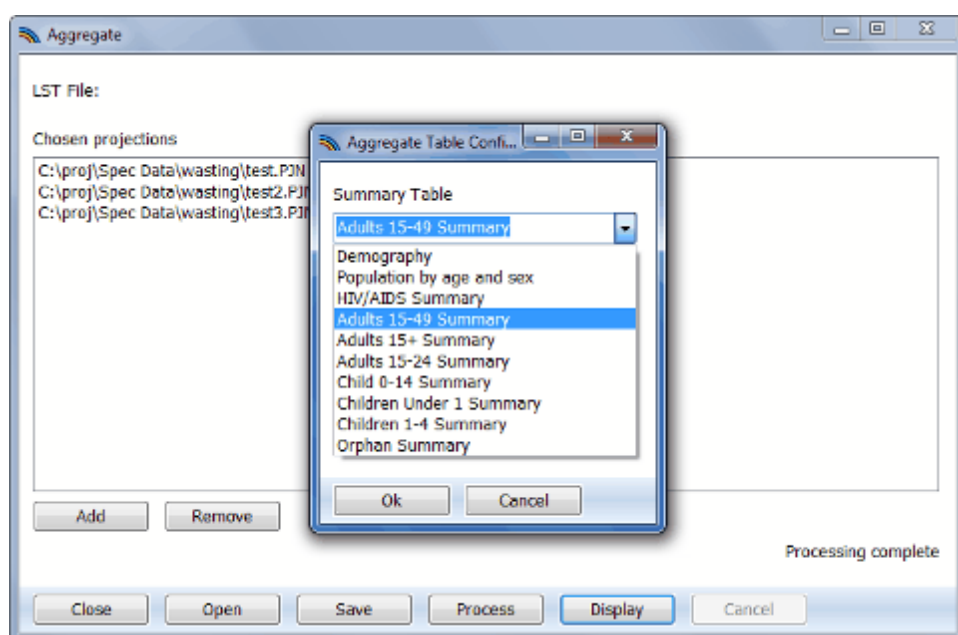 Aggregate
LST File:
Chosen projections
C:\proj\Spec Data\wasting\test.PJN
C:\proj\Spec Data\wasting\test2.PJN
C:\proj\Spec Data\wasting\test3.PJN
Aggregate Table Confi...
Summary Table
Adults 15-49 Summary
Demography
Population by age and sex
HIV/AIDS Summary
Adults 15-49 Summary
Adults 15+ Summary
Adults 15-24 Summary
Child 0-14 Summary
Children Under 1 Summary
Children 1-4 Summary
Orphan Summary
Ok Cancel
Add Remove
Processing complete
Close Open Save Process Display Cancel